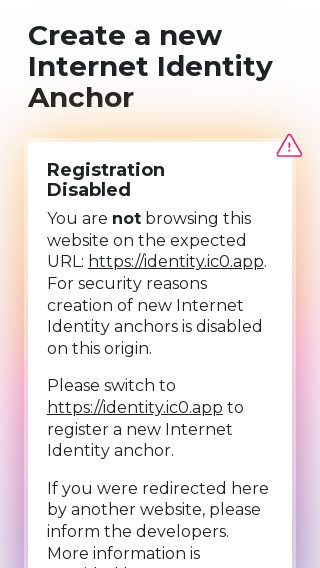 Create a new
Internet Identity
Anchor
Registration
Disabled
You are not browsing this
website on the expected
URL: https://identity.ic0.app.
For security reasons
creation of new Internet
Identity anchors is disabled
on this origin.
Please switch to
https://identity.ic0.app to
register a new Internet
Identity anchor.
If you were redirected here
by another website, please
inform the developers.
More information is